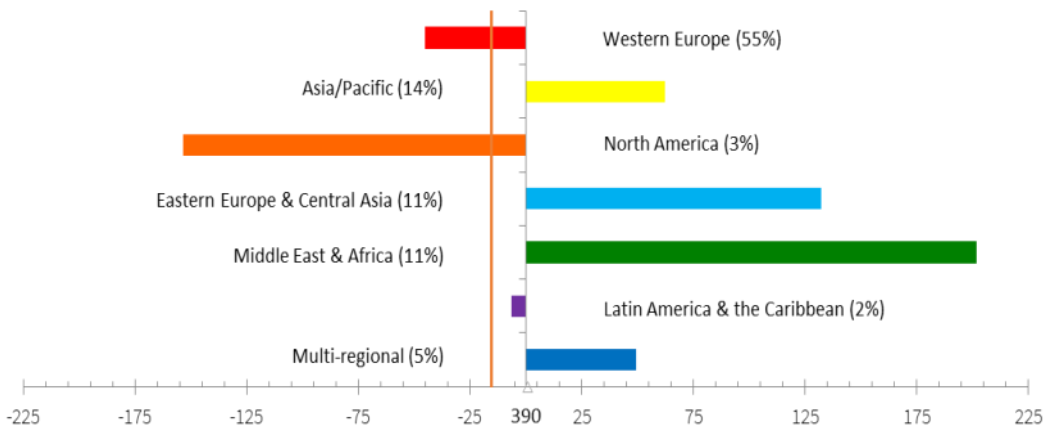 Western Europe (55%)
Asia/Pacific (14%)
North America (3%)
Eastern Europe & Central Asia (11%)
Middle East & Africa (11%)
Latin America & the Caribbean (2%)
Multi-regional (5%)
-225 -175 -125 -75 -25 390 25 75 125 175 225